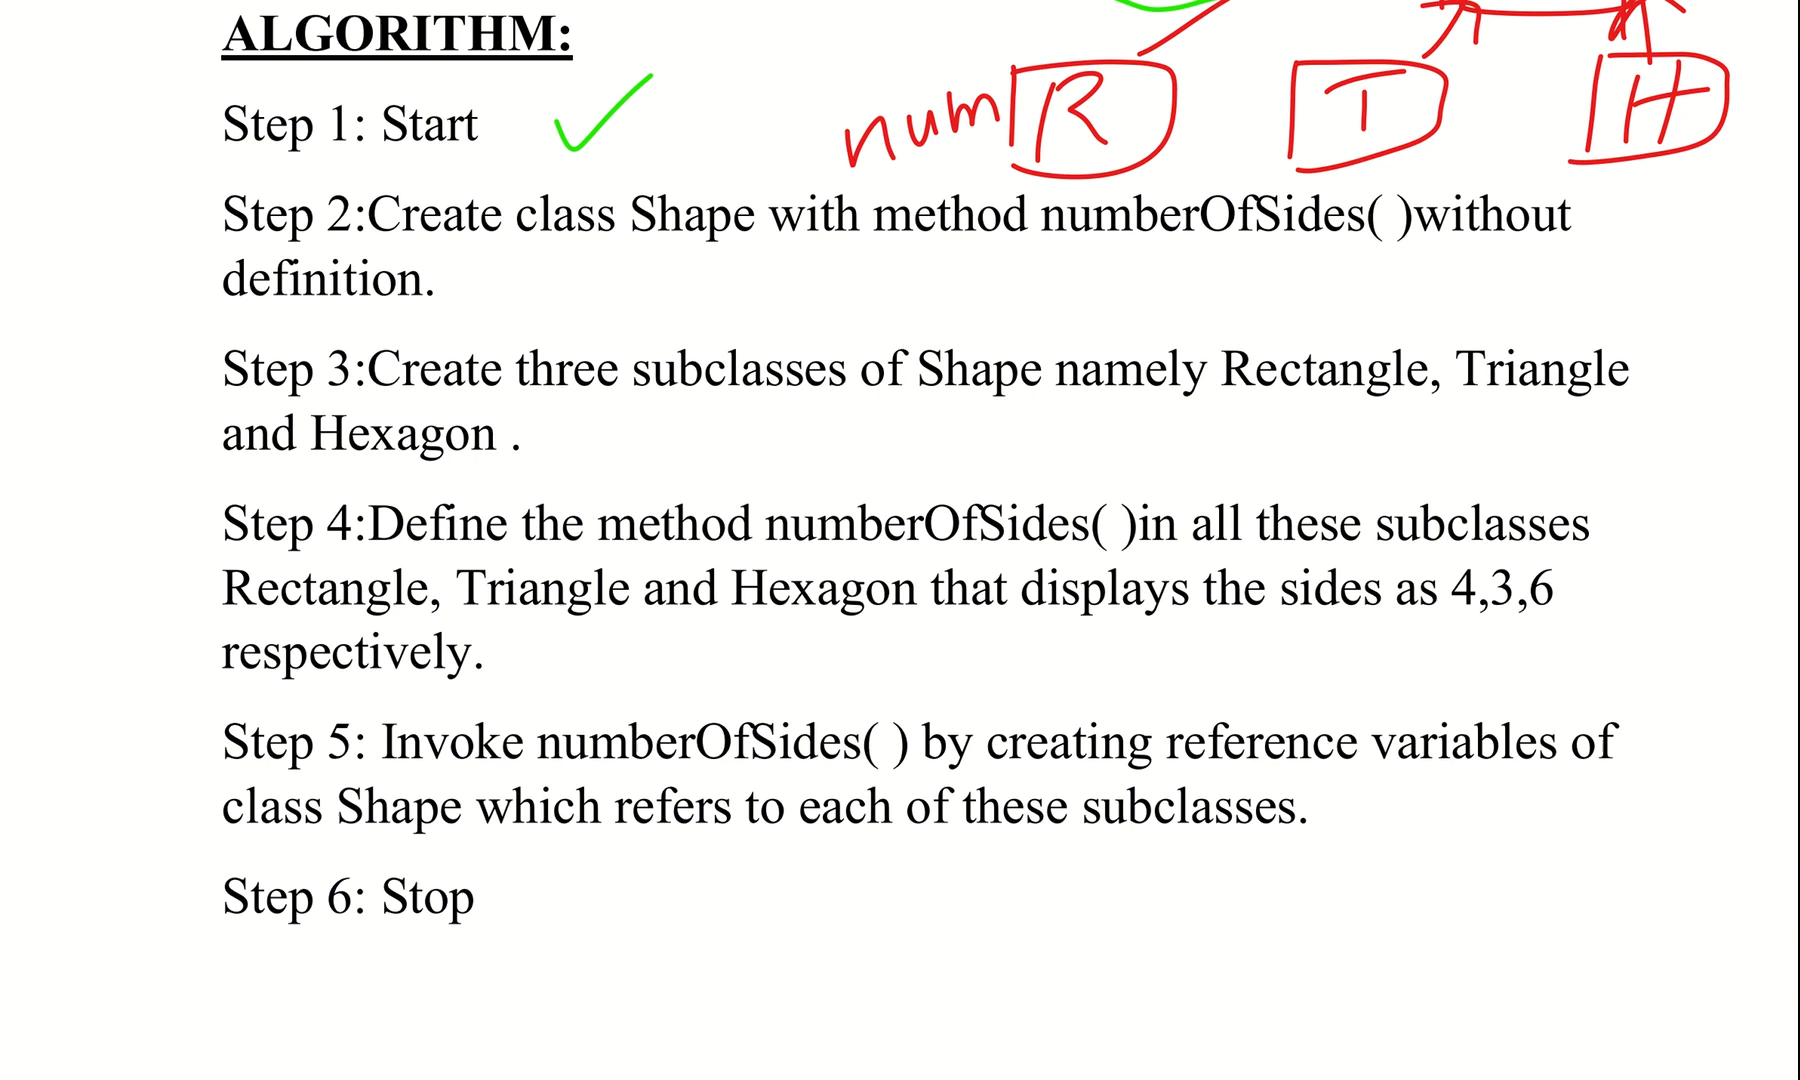 ALGORITHM:
num R T H
Step 1: Start
Step 2:Create class Shape with method numberOfSides( )without
definition.
Step 3:Create three subclasses of Shape namely Rectangle, Triangle
and Hexagon .
Step 4:Define the method numberOfSides( )in all these subclasses
Rectangle, Triangle and Hexagon that displays the sides as 4,3,6
respectively.
Step 5: Invoke numberOfSides( ) by creating reference variables of
class Shape which refers to each of these subclasses.
Step 6: Stop